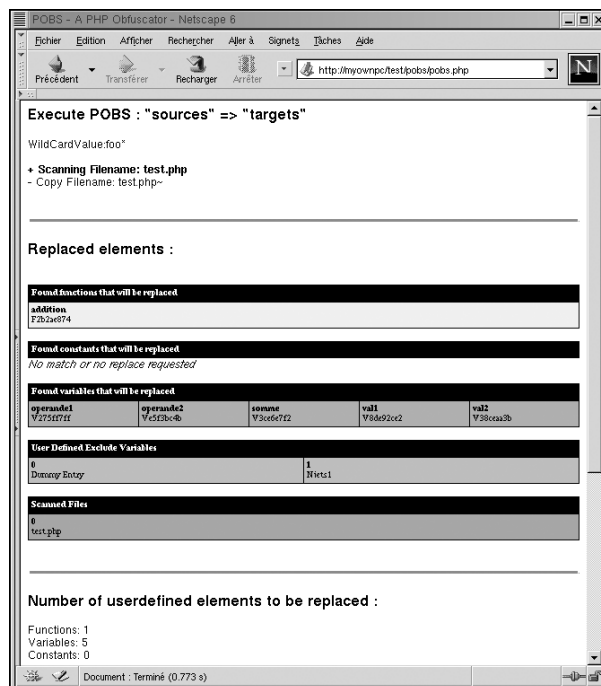 POBS - A PHP Obfuscator - Netscape 6
Fichier Edition Afficher Rechercher Aller à Signets Tâches Aide
Précédent Transférer Recharger Arrêter http://myownpc/test/pobs/pobs.php N
Execute POBS : "sources" => "targets"
WildCardValue:foo*
+ Scanning Filename: test.php
- Copy Filename: test.php~
Replaced elements :
Found functions that will be replaced
addition
F2b2ae874
Found constants that will be replaced
No match or no replace requested
Found variables that will be replaced
operande1 operande2 somme val1 val2
V275ff7ff Ve5f3bc4b V3ce6e7f2 V8de92ce2 V38ceaa3b
User Defined Exclude Variables
0 1
Dummy Entry Niets1
Scanned Files
0
test.php
Number of userdefined elements to be replaced :
Functions: 1
Variables: 5
Constants: 0
Document : Terminé (0.773 s)